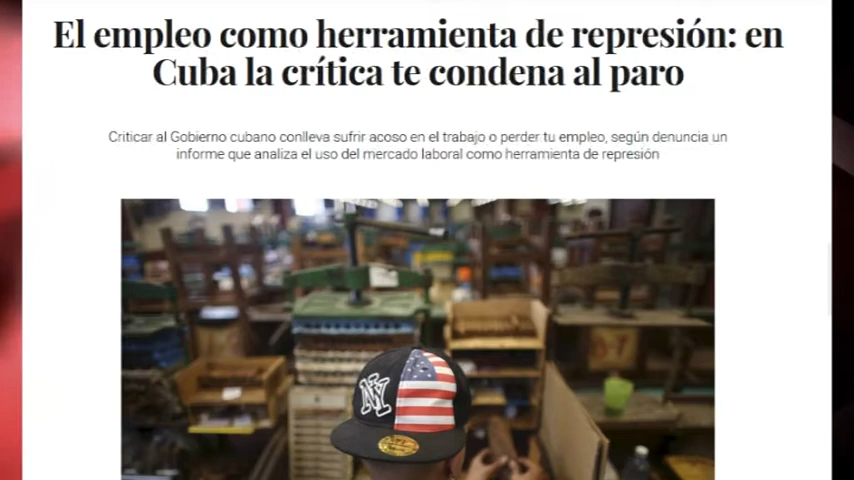 El empleo como herramienta de represión: en
Cuba la crítica te condena al paro
Criticar al Gobierno cubano conlleva sufrir acoso en el trabajo o perder tu empleo, según denuncia un
informe que analiza el uso del mercado laboral como herramienta de represión
NY